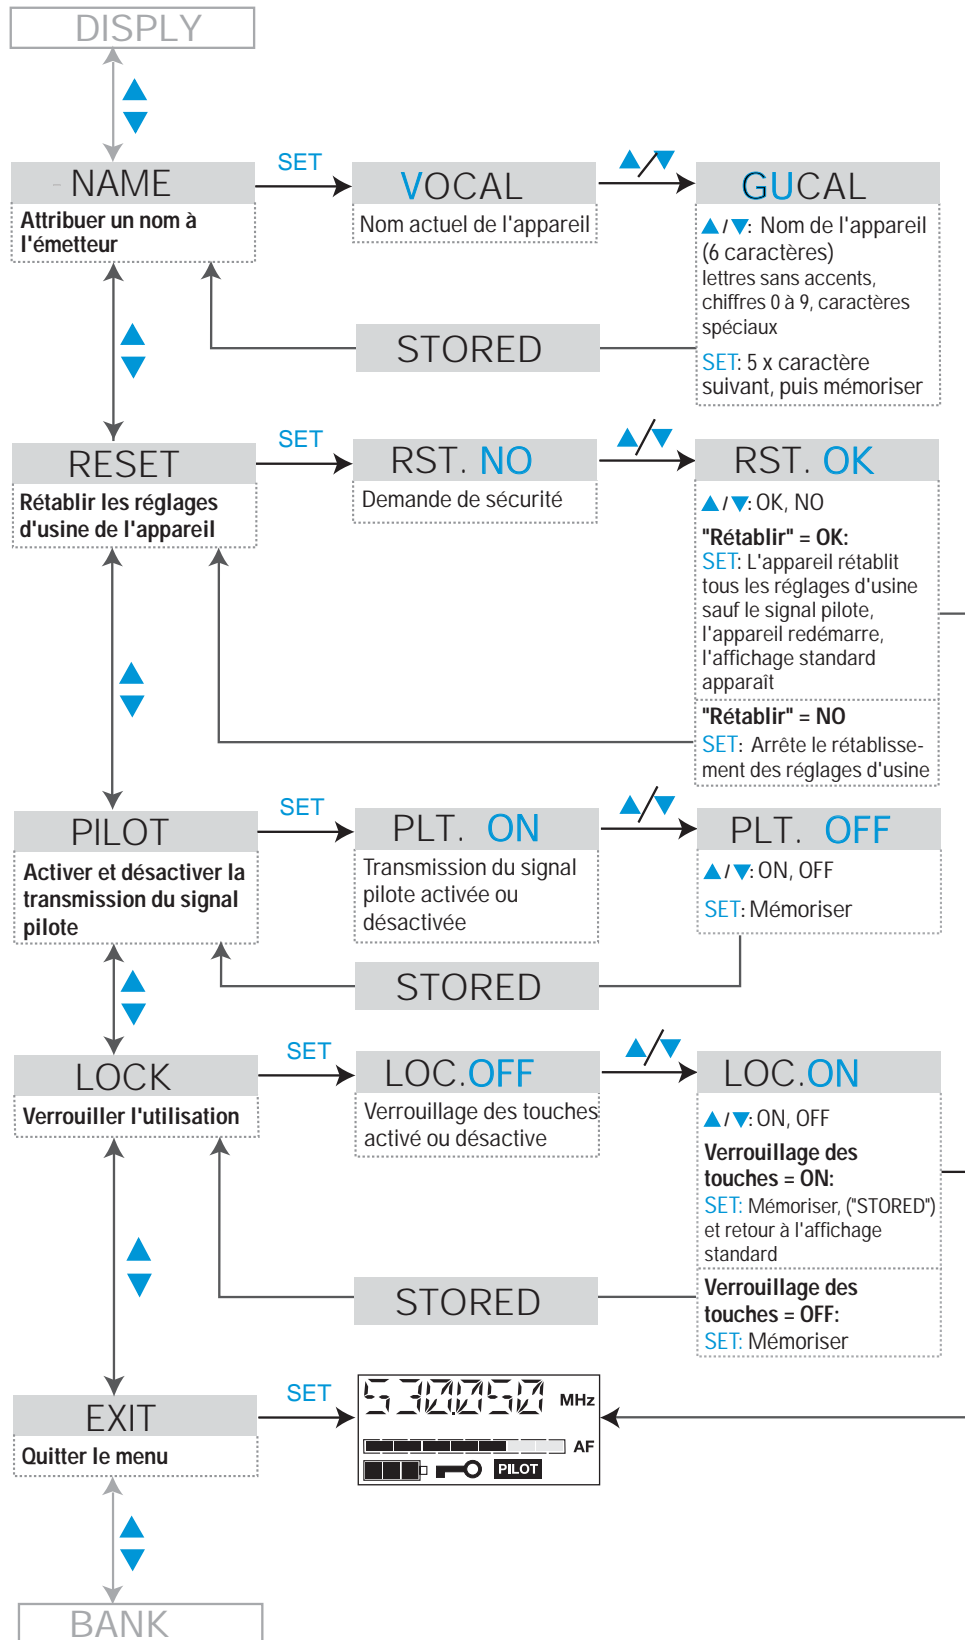 DISPLY
NAME
Attribuer un nom à
l'émetteur
SET
VOCAL
Nom actuel de l'appareil
GUCAL
▲/▼: Nom de l'appareil
(6 caractères)
lettres sans accents,
chiffres 0 à 9, caractères
spéciaux
SET: 5 x caractère
suivant, puis mémoriser
STORED
RESET
Rétablir les réglages
d'usine de l'appareil
SET
RST. NO
Demande de sécurité
RST. OK
▲/▼: OK, NO
"Rétablir" = OK:
SET: L'appareil rétablit
tous les réglages d'usine
sauf le signal pilote,
l'appareil redémarre,
l'affichage standard
apparaît
"Rétablir" = NO
SET: Arrête le rétablisse-
ment des réglages d'usine
PILOT
Activer et désactiver la
transmission du signal
pilote
SET
PLT. ON
Transmission du signal
pilote activée ou
désactivée
PLT. OFF
▲/▼: ON, OFF
SET: Mémoriser
STORED
LOCK
Verrouiller l'utilisation
SET
LOC.OFF
Verrouillage des touches
activé ou désactive
LOC.ON
▲/▼: ON, OFF
Verrouillage des
touches = ON:
SET: Mémoriser, ("STORED")
et retour à l'affichage
standard
Verrouillage des
touches = OFF:
SET: Mémoriser
STORED
EXIT
Quitter le menu
SET
530.050 MHz
AF
PILOT
BANK